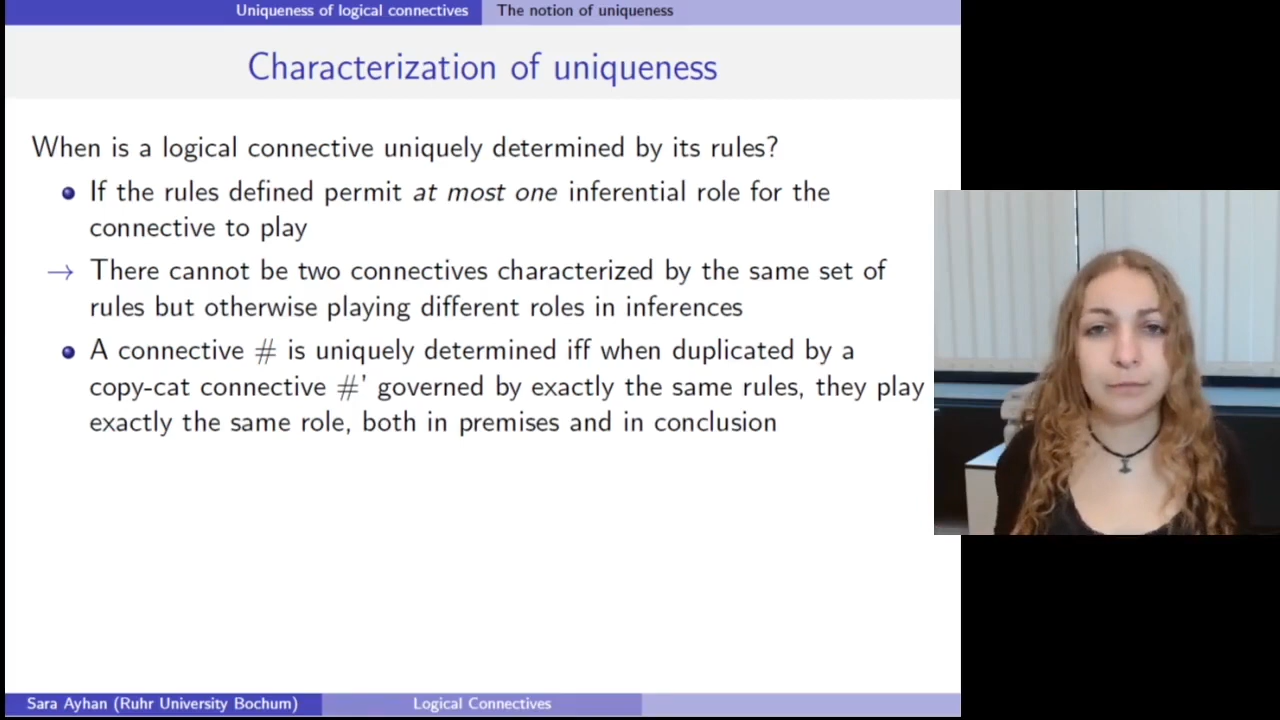 Uniqueness of logical connectives The notion of uniqueness
Characterization of uniqueness
When is a logical connective uniquely determined by its rules?
If the rules defined permit at most one inferential role for the
connective to play
→ There cannot be two connectives characterized by the same set of
rules but otherwise playing different roles in inferences
A connective # is uniquely determined iff when duplicated by a
copy-cat connective #' governed by exactly the same rules, they play
exactly the same role, both in premises and in conclusion
Sara Ayhan (Ruhr University Bochum) Logical Connectives